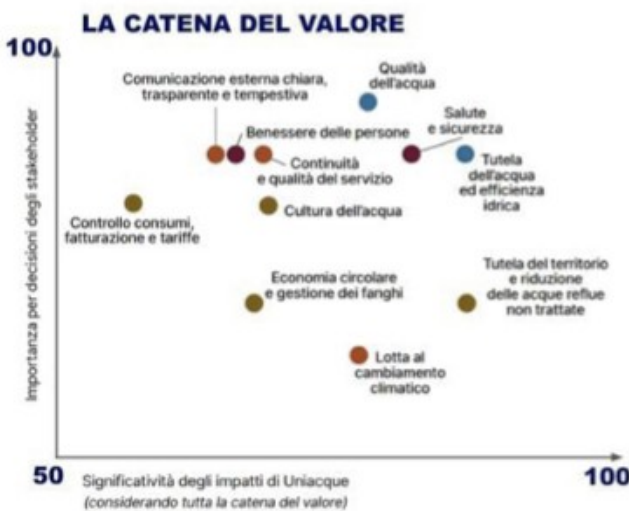 LA CATENA DEL VALORE
100
Importanza per decisioni degli stakeholder
Comunicazione esterna chiara,
trasparente e tempestiva
Qualità
dell'acqua
Benessere delle persone
Salute
e sicurezza
Continuità
e qualità del servizio
Tutela
dell'acqua
ed efficienza
idrica
Controllo consumi,
fatturazione e tariffe
Cultura dell'acqua
Economia circolare
e gestione dei fanghi
Tutela del territorio
e riduzione
delle acque reflue
non trattate
Lotta al
cambiamento
climatico
50
Significatività degli impatti di Uniacque
(considerando tutta la catena del valore)
100